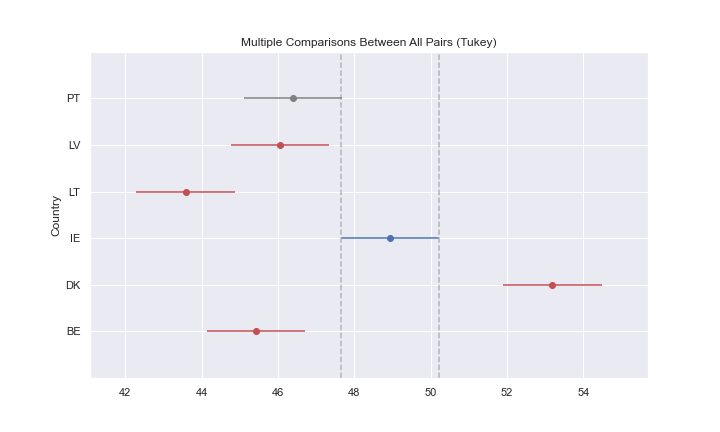 Multiple Comparisons Between All Pairs (Tukey)
PT
LV
LT
IE
DK
BE
Country
42 44 46 48 50 52 54